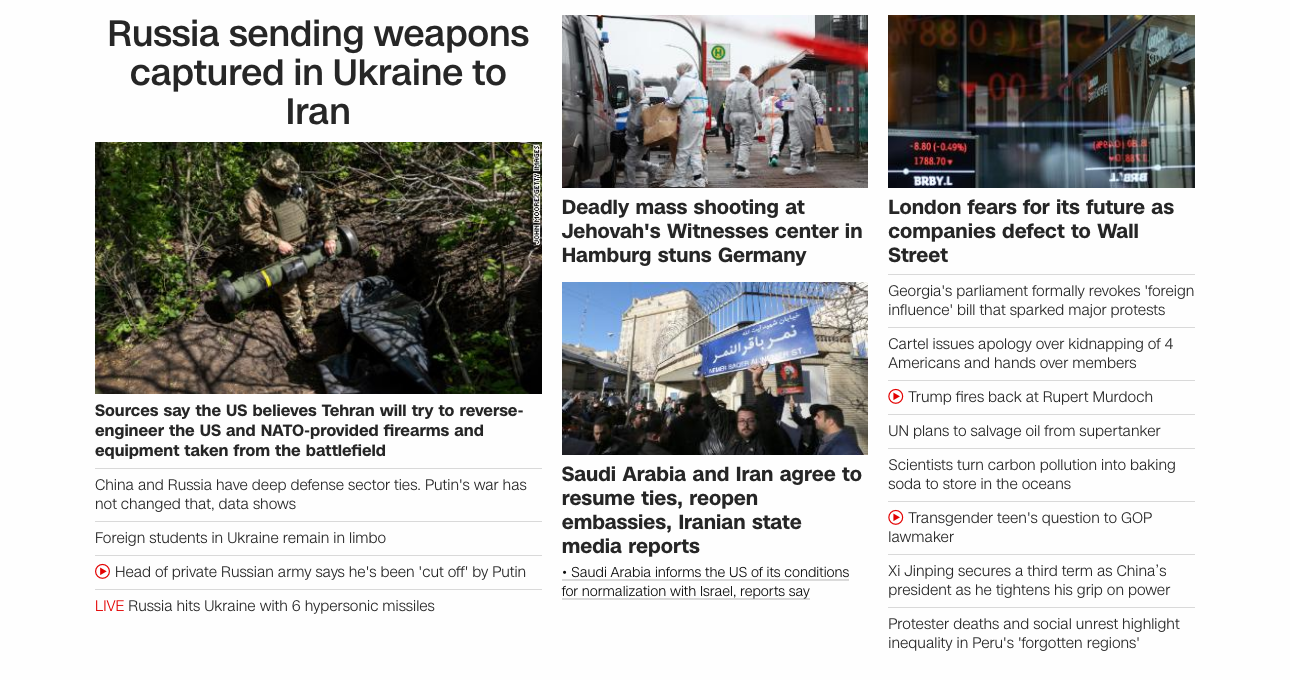 Russia sending weapons
captured in Ukraine to
Iran
JOHN MOORE/GETTY IMAGES
Sources say the US believes Tehran will try to reverse-
engineer the US and NATO-provided firearms and
equipment taken from the battlefield
China and Russia have deep defense sector ties. Putin's war has
not changed that, data shows
Foreign students in Ukraine remain in limbo
Head of private Russian army says he's been 'cut off' by Putin
LIVE Russia hits Ukraine with 6 hypersonic missiles
H
Deadly mass shooting at
Jehovah's Witnesses center in
Hamburg stuns Germany
خیابان شهید آیت الله
نمر باقر النمر
Saudi Arabia and Iran agree to
resume ties, reopen
embassies, Iranian state
media reports
• Saudi Arabia informs the US of its conditions
for normalization with Israel, reports say
-8.80 (-0.49%)
1788.70▼
BRBY.L
London fears for its future as
companies defect to Wall
Street
Georgia's parliament formally revokes 'foreign
influence' bill that sparked major protests
Cartel issues apology over kidnapping of 4
Americans and hands over members
Trump fires back at Rupert Murdoch
UN plans to salvage oil from supertanker
Scientists turn carbon pollution into baking
soda to store in the oceans
Transgender teen's question to GOP
lawmaker
Xi Jinping secures a third term as China's
president as he tightens his grip on power
Protester deaths and social unrest highlight
inequality in Peru's 'forgotten regions'